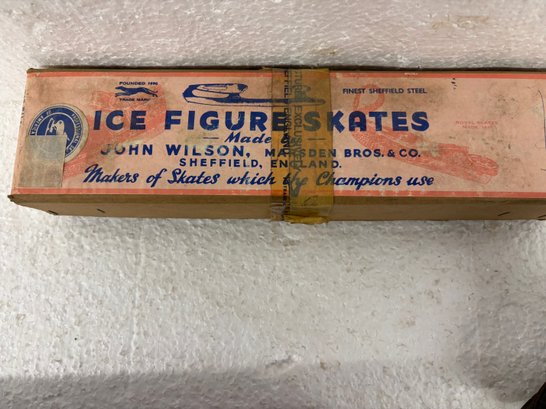 FOUNDED 1696
TRADE MARK
FINEST SHEFFIELD STEEL
ICE FIGURE SKATES
Made
JOHN WILSON, MARSDEN BROS. & CO.
SHEFFIELD, ENGLAND.
Makers of Skates which the Champions use